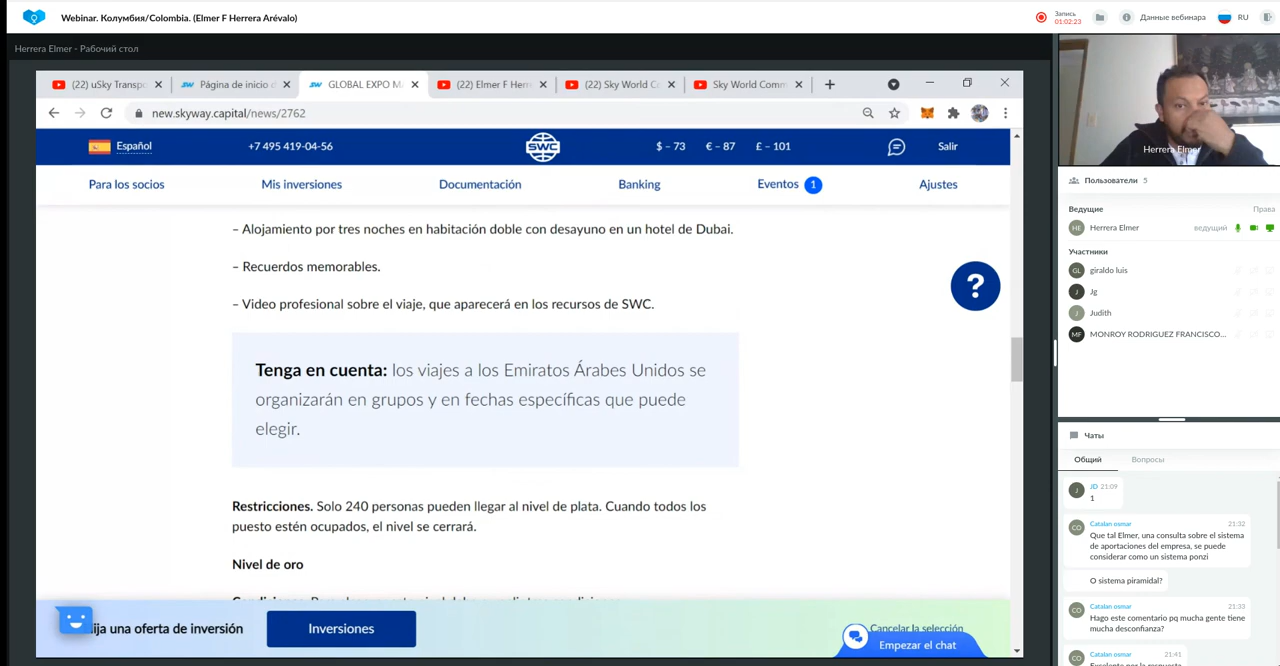 Webinar. Колумбия/Colombia. (Elmer F Herrera Arévalo)
Запись
01:02:23
Данные вебинара
RU
Herrera Elmer - Рабочий стол
(22) uSky Transpo
Página de inicio d
GLOBAL EXPO M
(22) Elmer F Herr
(22) Sky World C
Sky World Comm
new.skyway.capital/news/2762
Español
+7 495 419-04-56
SWC
$ – 73
€ – 87
£ – 101
Salir
Para los socios
Mis inversiones
Documentación
Banking
Eventos 1
Ajustes
– Alojamiento por tres noches en habitación doble con desayuno en un hotel de Dubai.
– Recuerdos memorables.
– Video profesional sobre el viaje, que aparecerá en los recursos de SWC.
?
Tenga en cuenta: los viajes a los Emiratos Árabes Unidos se
organizarán en grupos y en fechas específicas que puede
elegir.
Restricciones. Solo 240 personas pueden llegar al nivel de plata. Cuando todos los
puesto estén ocupados, el nivel se cerrará.
Nivel de oro
ija una oferta de inversión
Inversiones
Cancelar la selección
Empezar el chat
Herrera Elmer
Пользователи 5
Ведущие
Права
HE
Herrera Elmer
ведущий
Участники
GL
giraldo luis
J
Jg
J
Judith
MF
MONROY RODRIGUEZ FRANCISCO...
Чаты
Общий
Вопросы
J
JD 21:09
1
CO
Catalan osmar 21:32
Que tal Elmer, una consulta sobre el sistema
de aportaciones del empresa, se puede
considerar como un sistema ponzi
O sistema piramidal?
CO
Catalan osmar 21:33
Hago este comentario pq mucha gente tiene
mucha desconfianza?
CO
Catalan osmar 21:41
Excelente por la respuesta